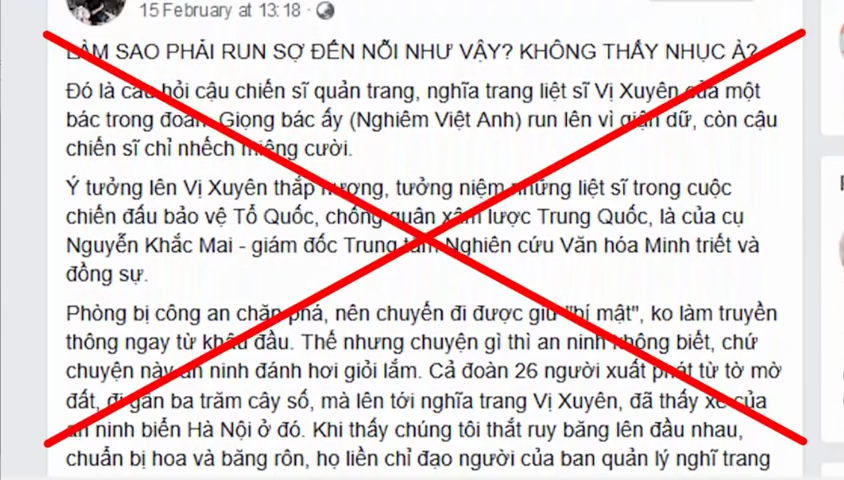 15 February at 13:18 ·
LÀM SAO PHẢI RUN SỢ ĐẾN NỖI NHƯ VẬY? KHÔNG THẤY NHỤC À?
Đó là câu hỏi cậu chiến sĩ quản trang, nghĩa trang liệt sĩ Vị Xuyên của một
bác trong đoàn. Giọng bác ấy (Nghiêm Việt Anh) run lên vì giận dữ, còn cậu
chiến sĩ chỉ nhếch miệng cười.
Ý tưởng lên Vị Xuyên thắp hương, tưởng niệm những liệt sĩ trong cuộc
chiến đấu bảo vệ Tổ Quốc, chống quân xâm lược Trung Quốc, là của cụ
Nguyễn Khắc Mai - giám đốc Trung tâm Nghiên cứu Văn hóa Minh triết và
đồng sự.
Phòng bị công an chặn phá, nên chuyến đi được giữ "bí mật", ko làm truyền
thông ngay từ khâu đầu. Thế nhưng chuyện gì thì an ninh không biết, chứ
chuyện này an ninh đánh hơi giỏi lắm. Cả đoàn 26 người xuất phát từ tờ mờ
đất, đi gần ba trăm cây số, mà lên tới nghĩa trang Vị Xuyên, đã thấy xe của
an ninh biển Hà Nội ở đó. Khi thấy chúng tôi thắt ruy băng lên đầu nhau,
chuẩn bị hoa và băng rôn, họ liền chỉ đạo người của ban quản lý nghĩ trang